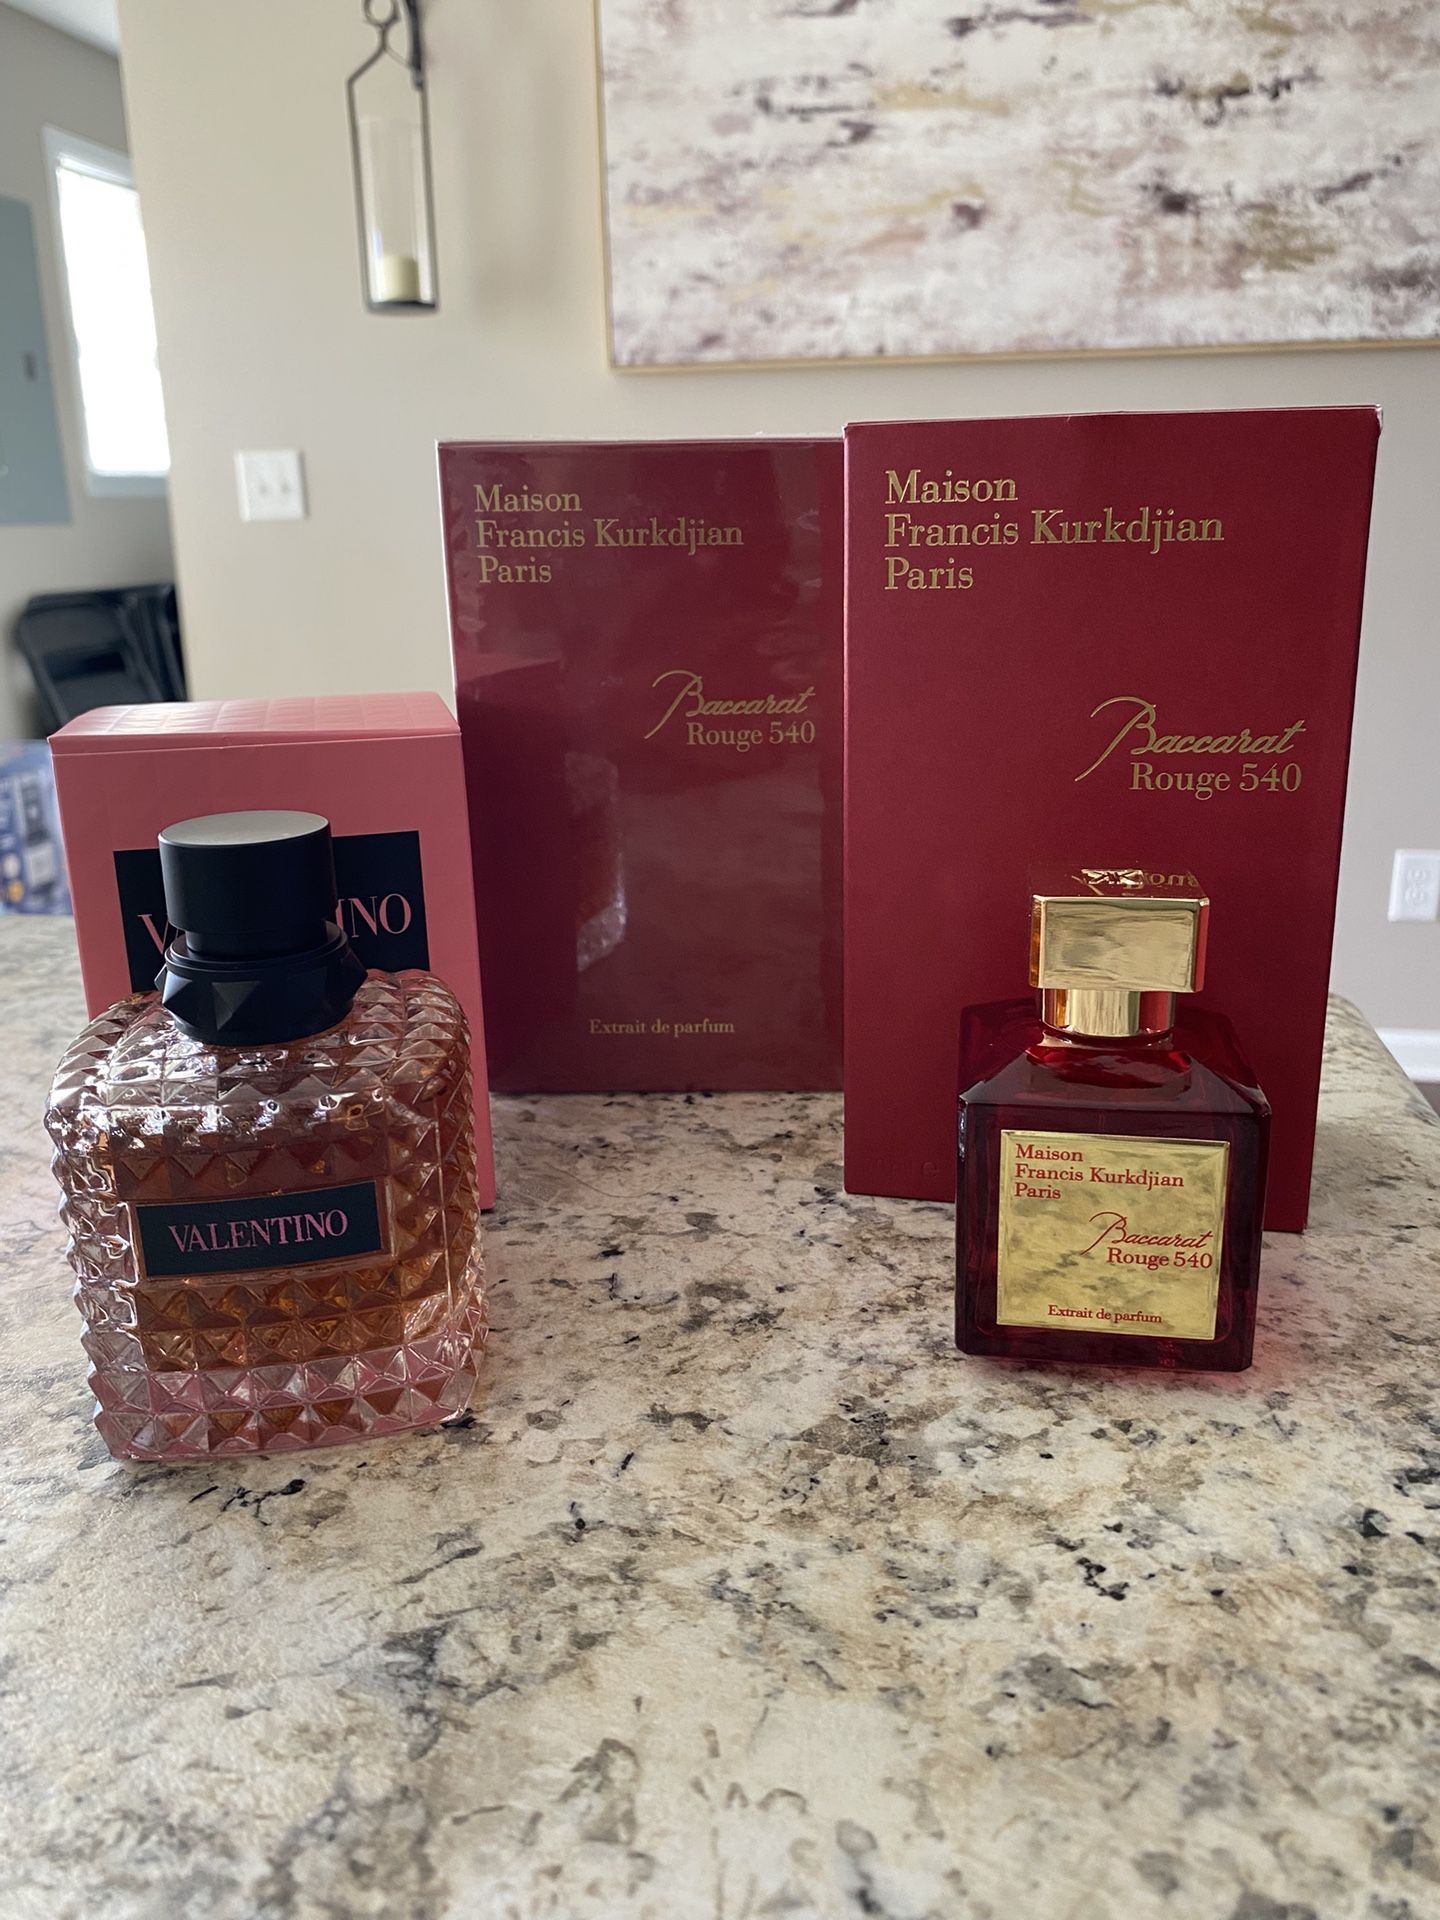 Maison
Francis Kurkdjian
Paris
Baccarat
Rouge 540
Extrait de parfum
Maison
Francis Kurkdjian
Paris
Baccarat
Rouge 540
VALENTINO
Maison
Francis Kurkdjian
Paris
Baccarat
Rouge 540
Extrait de parfum